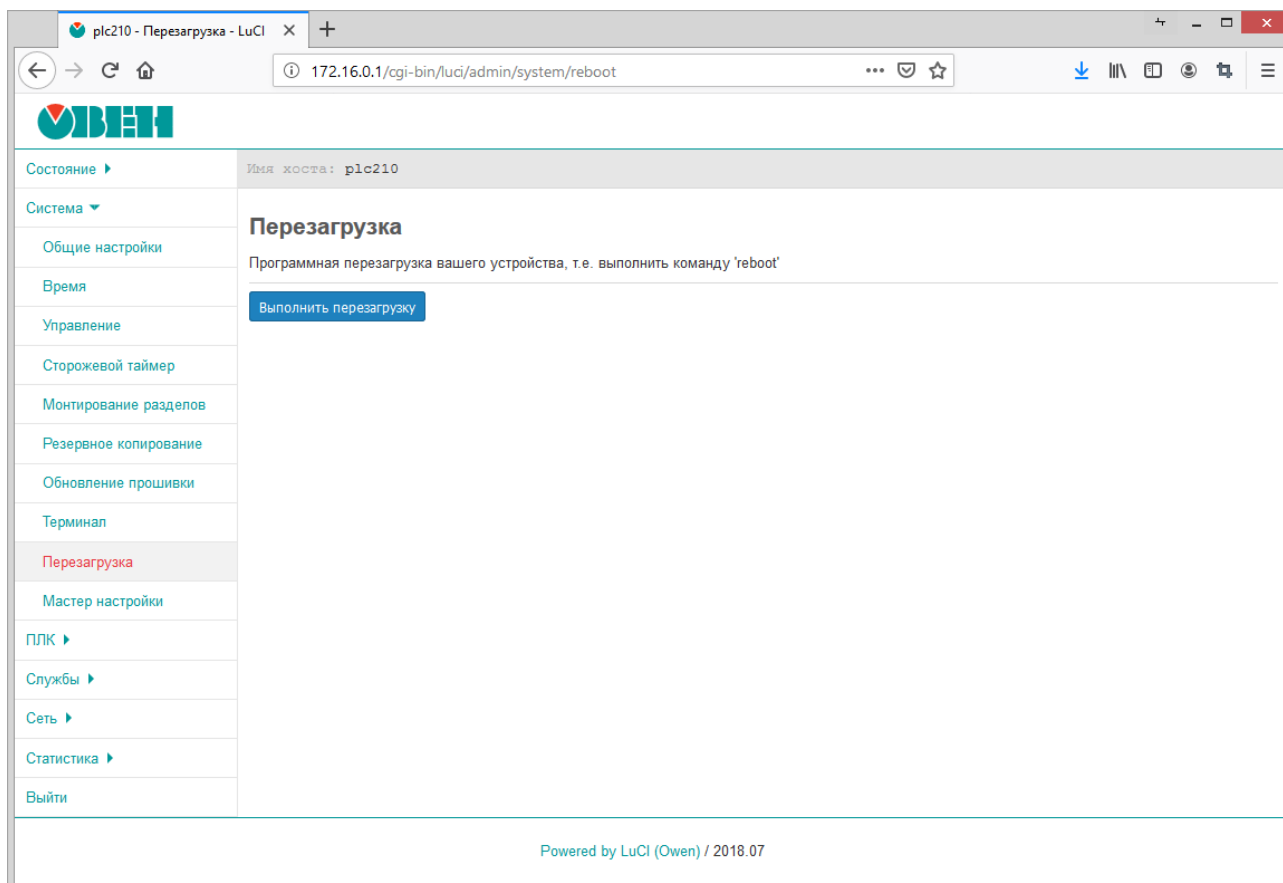 plc210 - Перезагрузка - LuCI
172.16.0.1/cgi-bin/luci/admin/system/reboot
ОВЕН
Состояние
Имя хоста: plc210
Система
Общие настройки
Время
Управление
Сторожевой таймер
Монтирование разделов
Резервное копирование
Обновление прошивки
Терминал
Перезагрузка
Мастер настройки
ПЛК
Службы
Сеть
Статистика
Выйти
Перезагрузка
Программная перезагрузка вашего устройства, т.е. выполнить команду 'reboot'
Выполнить перезагрузку
Powered by LuCI (Owen) / 2018.07